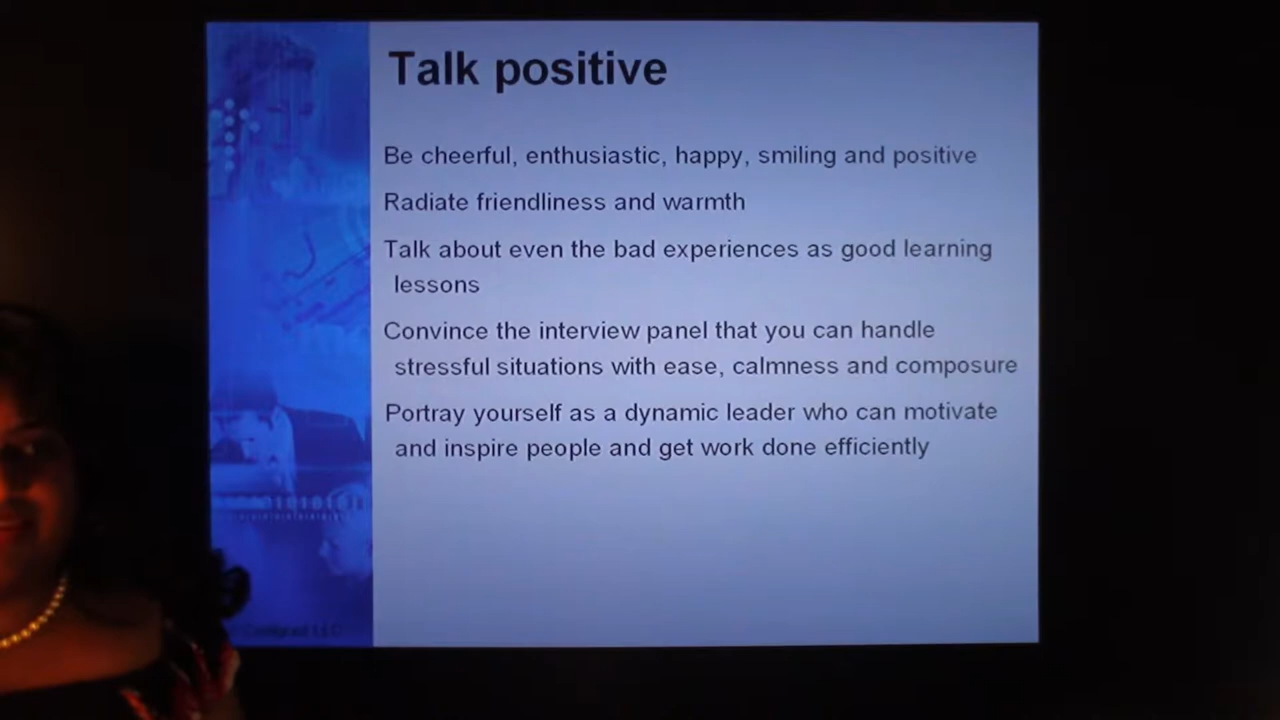 Talk positive
Be cheerful, enthusiastic, happy, smiling and positive
Radiate friendliness and warmth
Talk about even the bad experiences as good learning
lessons
Convince the interview panel that you can handle
stressful situations with ease, calmness and composure
Portray yourself as a dynamic leader who can motivate
and inspire people and get work done efficiently